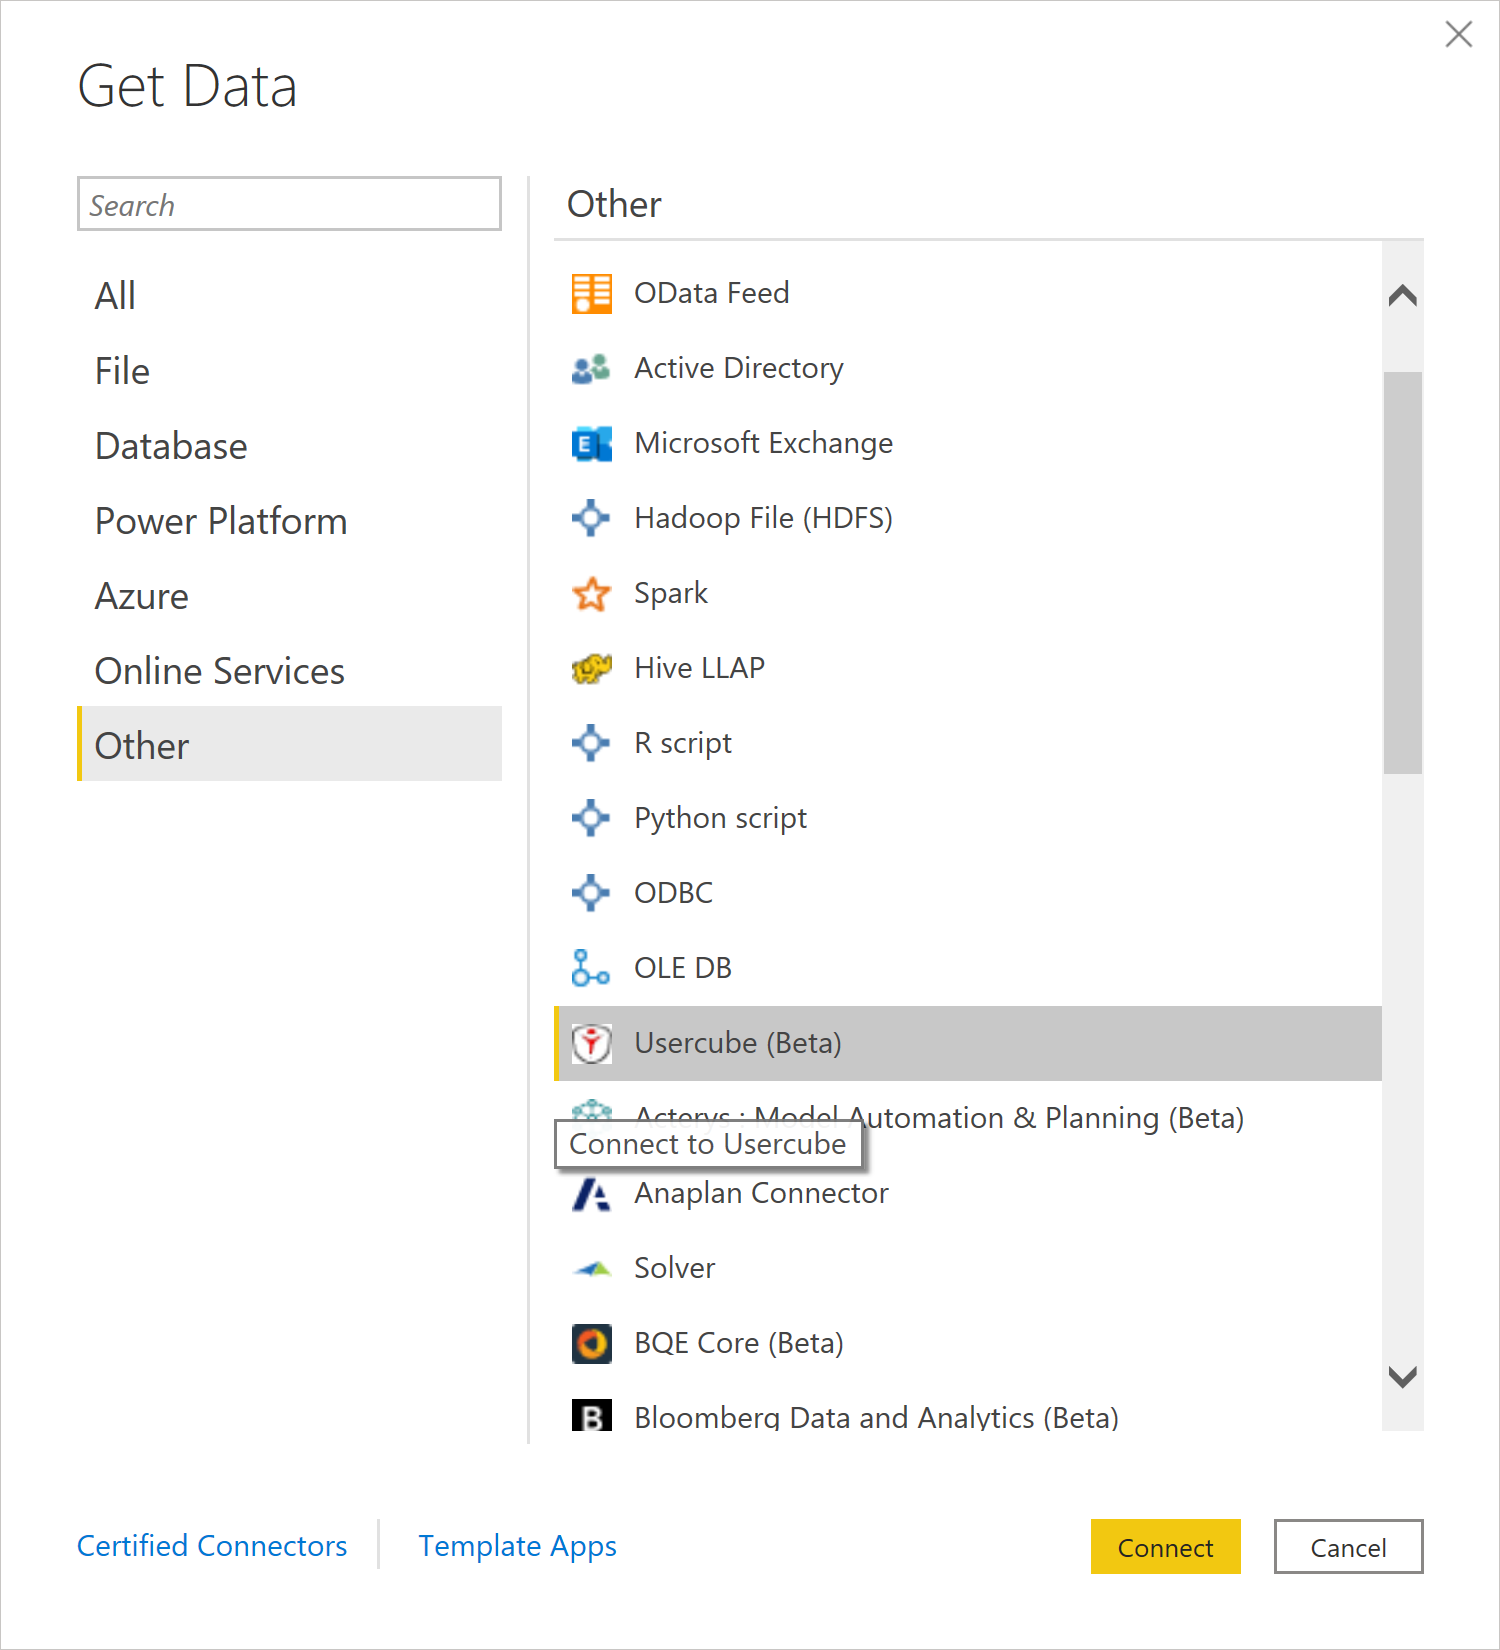 Get Data
Search
All
File
Database
Power Platform
Azure
Online Services
Other
Other
OData Feed
Active Directory
Microsoft Exchange
Hadoop File (HDFS)
Spark
Hive LLAP
R script
Python script
ODBC
OLE DB
Usercube (Beta)
Acterys : Model Automation & Planning (Beta)
Connect to Usercube
Anaplan Connector
Solver
BQE Core (Beta)
Bloomberg Data and Analytics (Beta)
Certified Connectors
Template Apps
Connect
Cancel